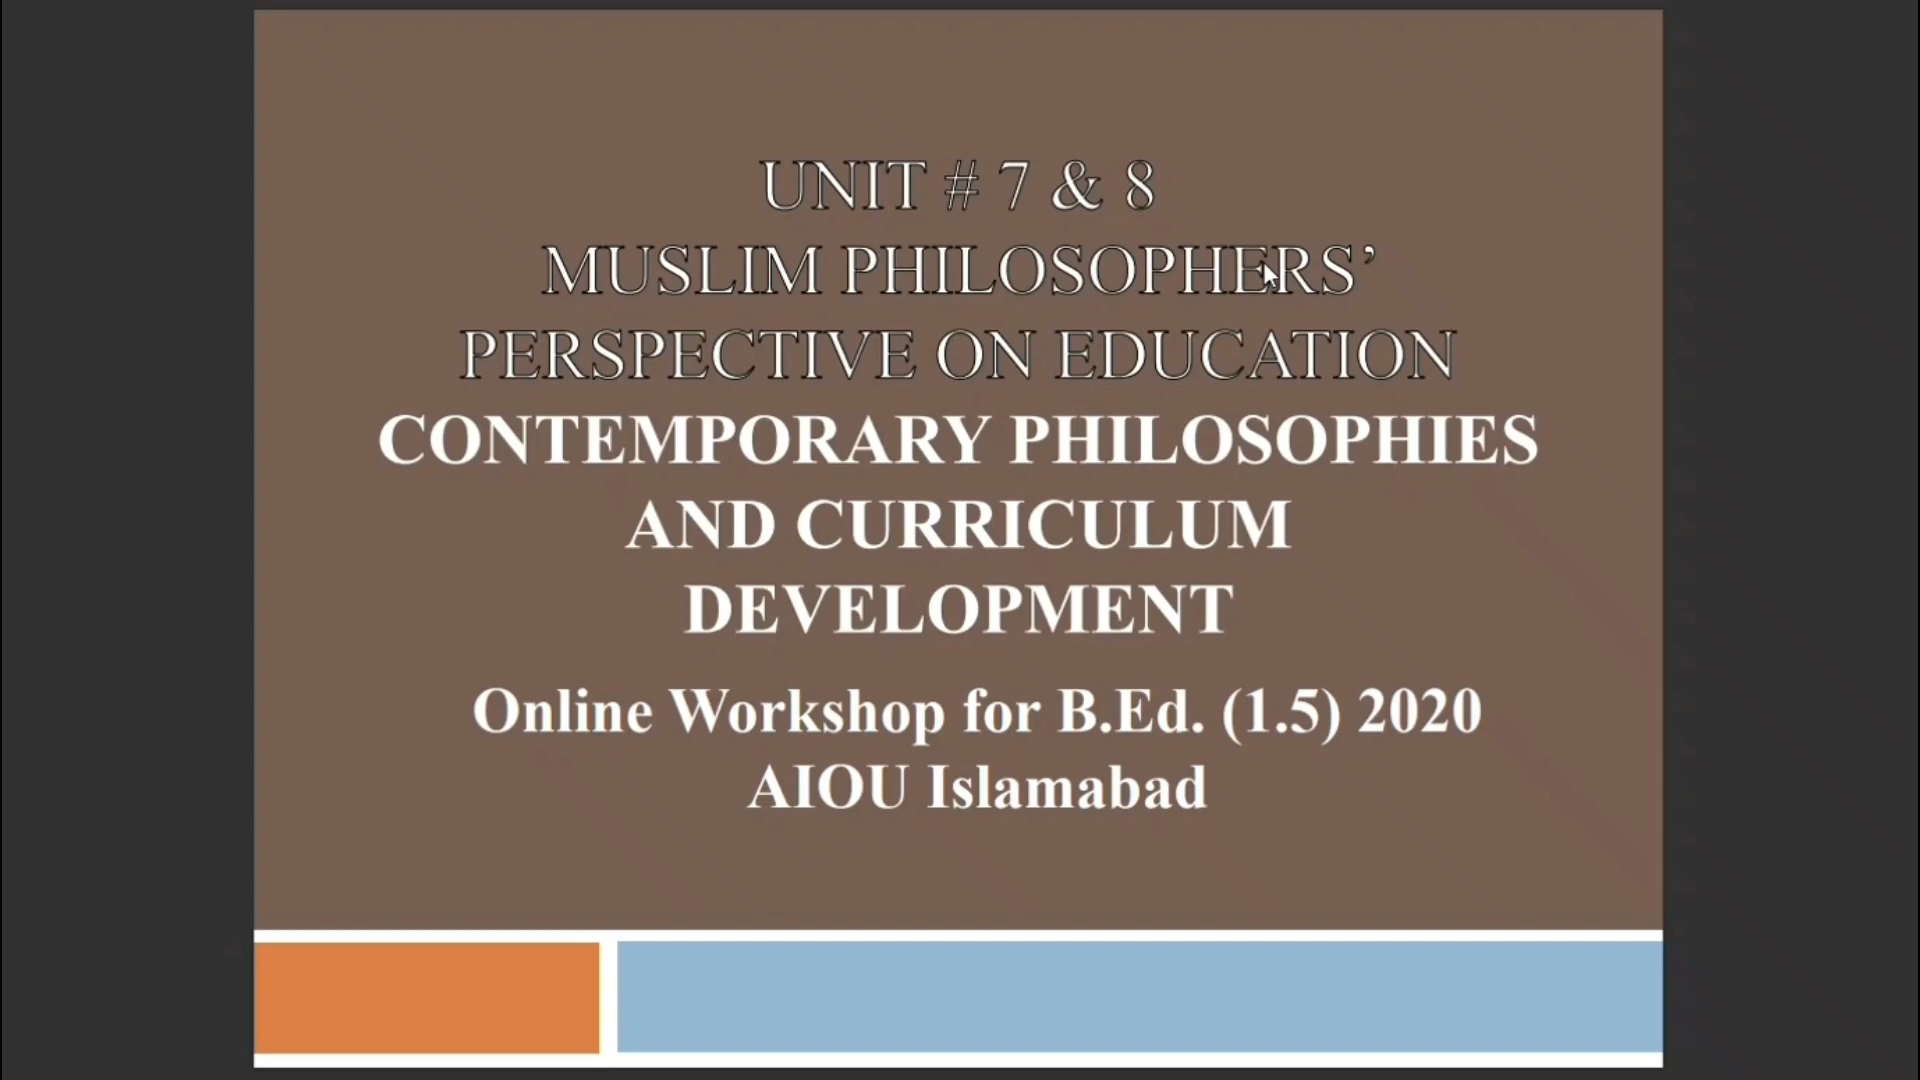 UNIT # 7 & 8
MUSLIM PHILOSOPHERS’
PERSPECTIVE ON EDUCATION
CONTEMPORARY PHILOSOPHIES
AND CURRICULUM
DEVELOPMENT
Online Workshop for B.Ed. (1.5) 2020
AIOU Islamabad